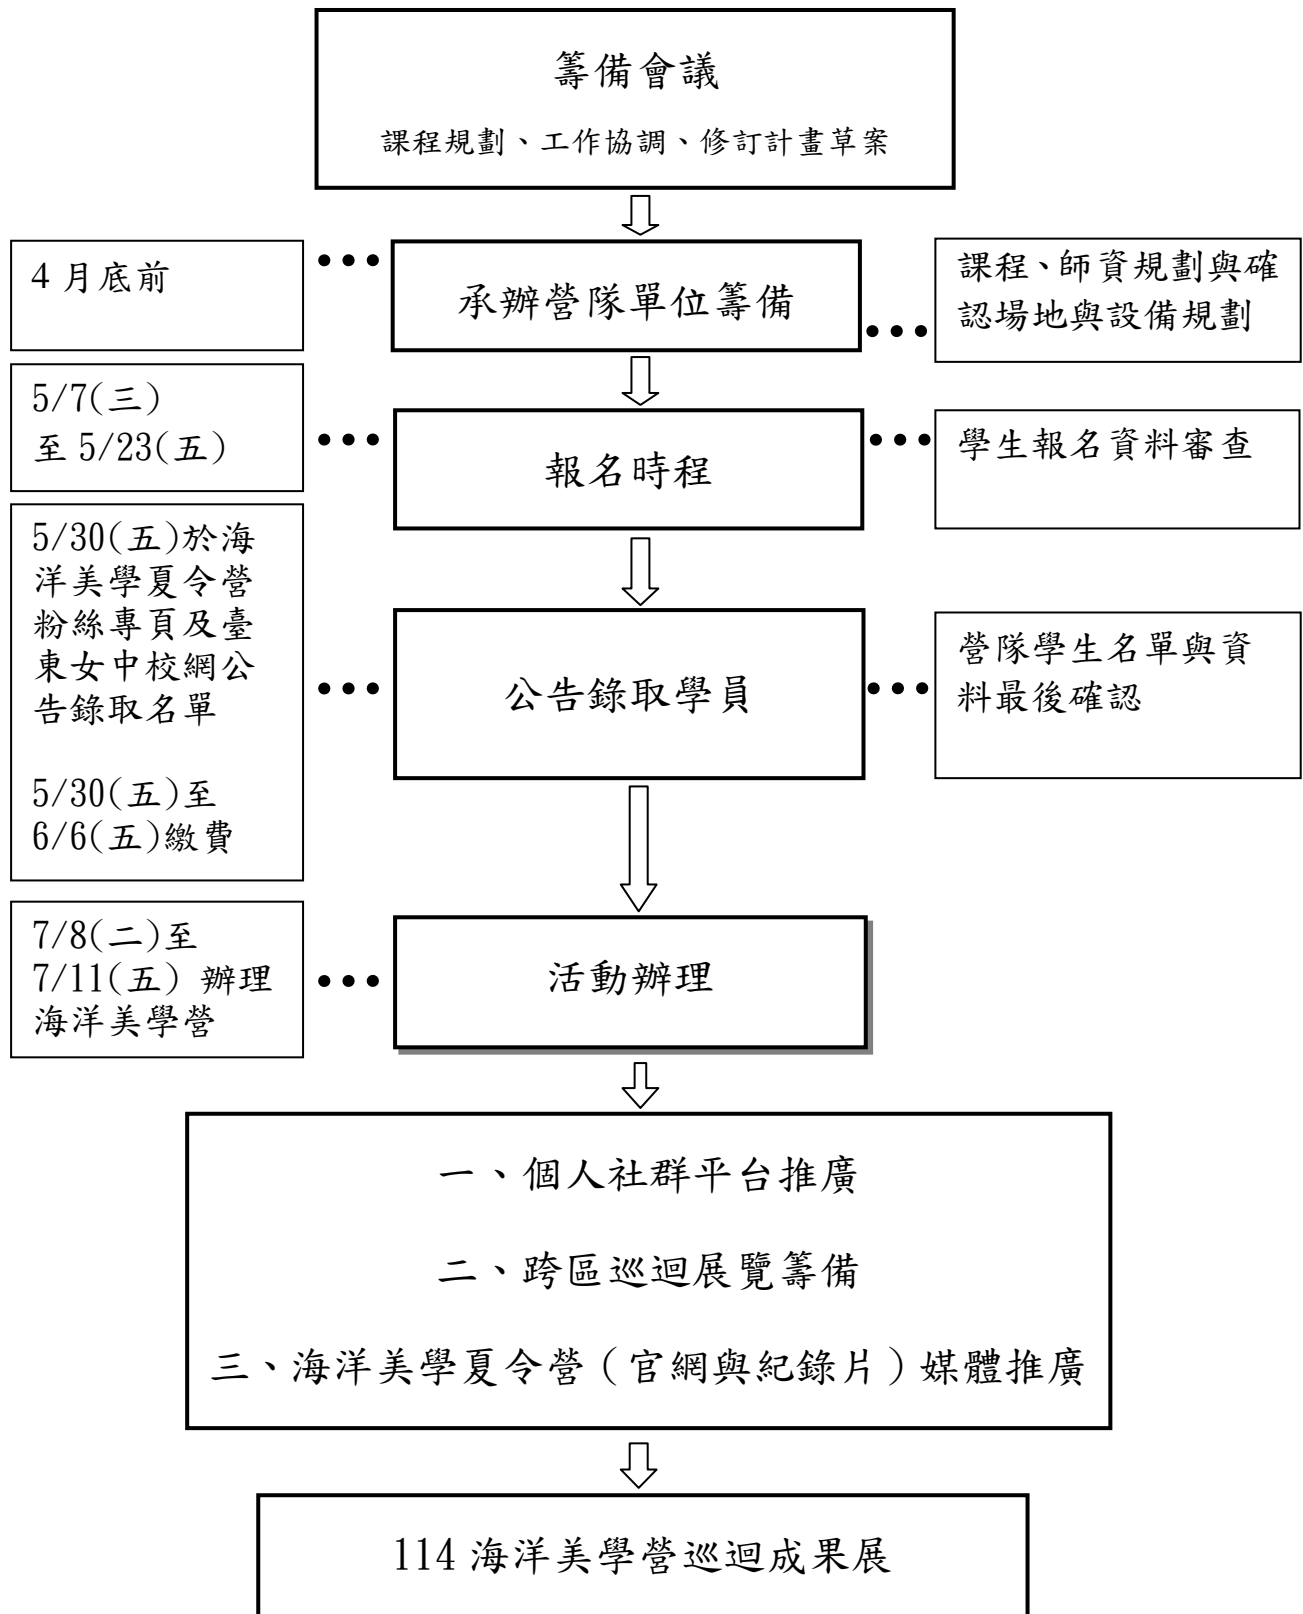 籌備會議
課程規劃、工作協調、修訂計畫草案
4 月底前
承辦營隊單位籌備
課程、師資規劃與確
認場地與設備規劃
5/7(三)
至 5/23(五)
報名時程
學生報名資料審查
5/30(五)於海
洋美學夏令營
粉絲專頁及臺
東女中校網公
告錄取名單
5/30(五)至
6/6(五)繳費
公告錄取學員
營隊學生名單與資
料最後確認
7/8(二)至
7/11(五) 辦理
海洋美學營
活動辦理
一、個人社群平台推廣
二、跨區巡迴展覽籌備
三、海洋美學夏令營（官網與紀錄片）媒體推廣
114 海洋美學營巡迴成果展